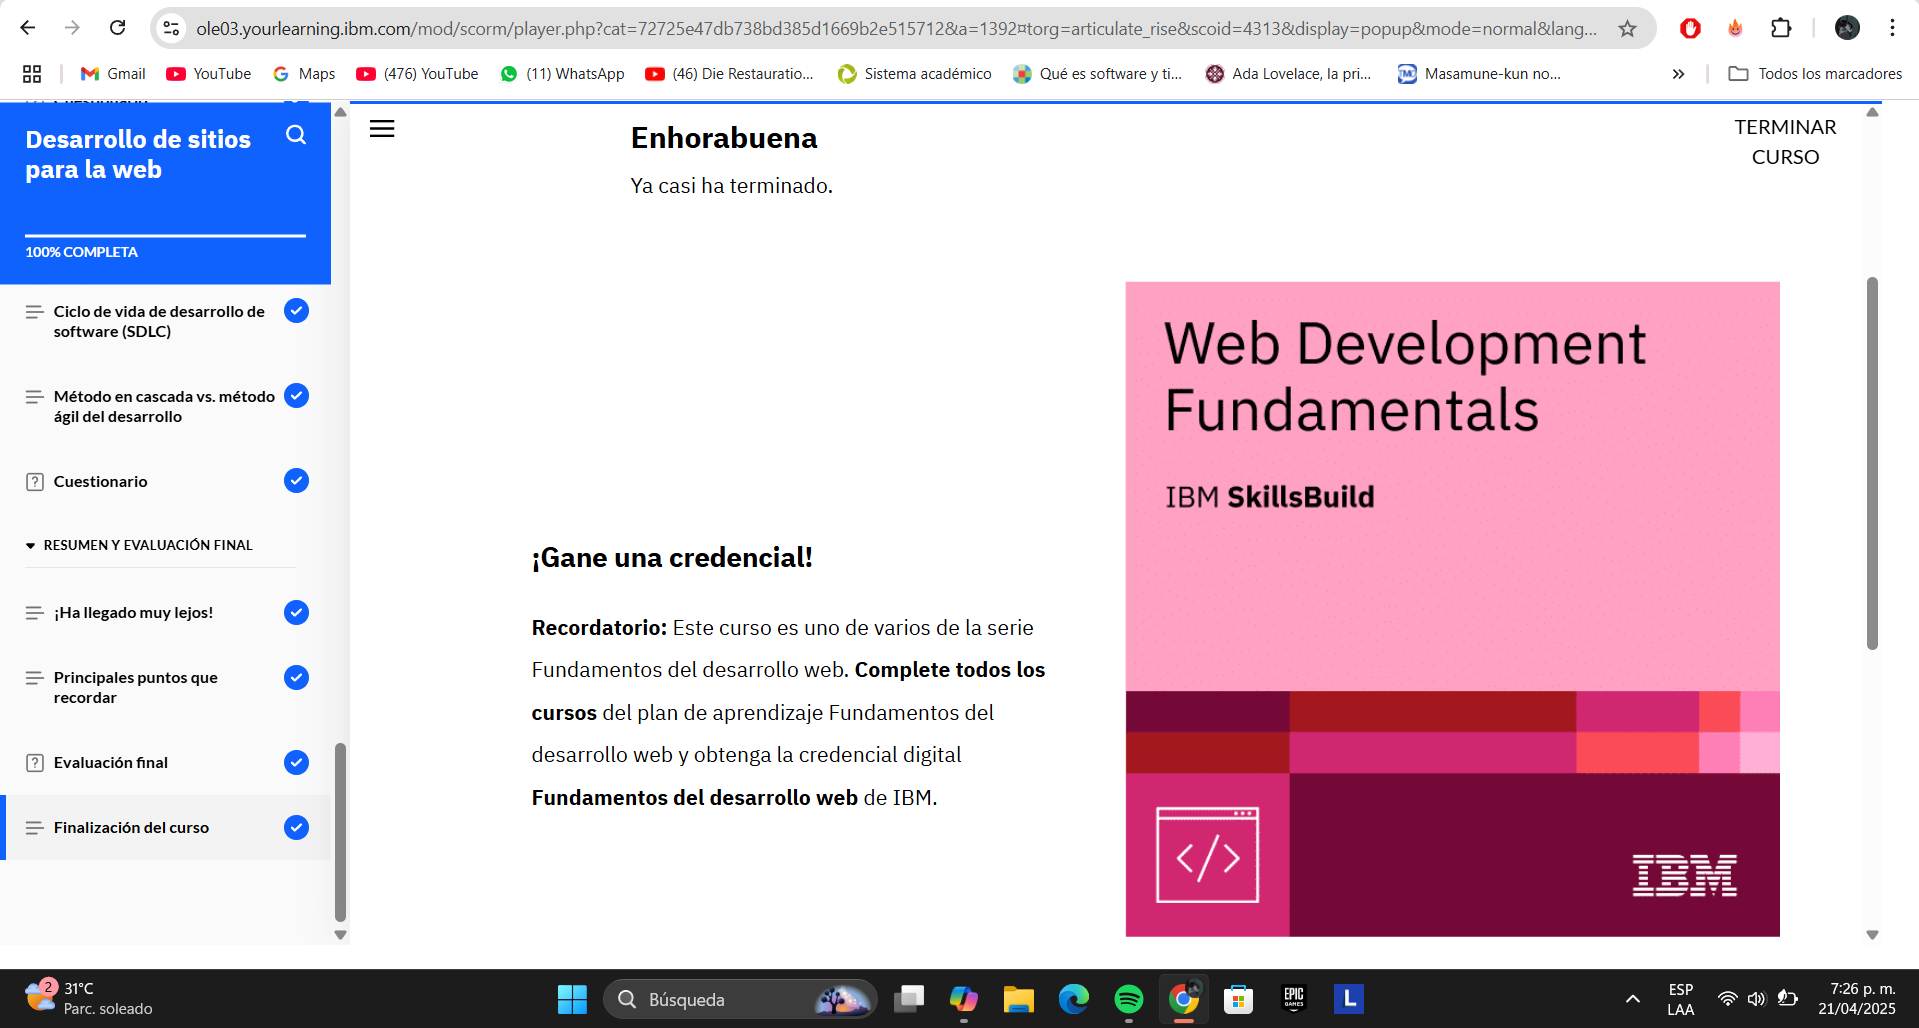 ole03.yourlearning.ibm.com/mod/scorm/player.php?cat=72725e47db738bd385d1669b2e515712&a=1392¤torg=articulate_rise&scoid=4313&display=popup&mode=normal&lang...
Gmail
YouTube
Maps
(476) YouTube
(11) WhatsApp
(46) Die Restauratio...
Sistema académico
Qué es software y ti...
Ada Lovelace, la pri...
Masamune-kun no...
»
Todos los marcadores
Desarrollo de sitios
para la web
100% COMPLETA
Ciclo de vida de desarrollo de
software (SDLC)
Método en cascada vs. método
ágil del desarrollo
Cuestionario
RESUMEN Y EVALUACIÓN FINAL
¡Ha llegado muy lejos!
Principales puntos que
recordar
Evaluación final
Finalización del curso
Enhorabuena
Ya casi ha terminado.
TERMINAR
CURSO
¡Gane una credencial!
Recordatorio: Este curso es uno de varios de la serie
Fundamentos del desarrollo web. Complete todos los
cursos del plan de aprendizaje Fundamentos del
desarrollo web y obtenga la credencial digital
Fundamentos del desarrollo web de IBM.
Web Development
Fundamentals
IBM SkillsBuild
</>
IBM
2
31°C
Parc. soleado
Búsqueda
EPIC
GAMES
L
ESP
LAA
7:26 p. m.
21/04/2025